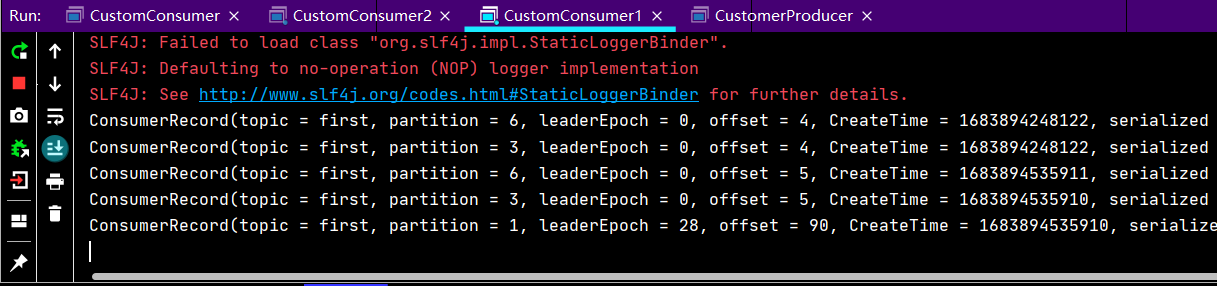 Run: CustomConsumer × CustomConsumer2 × CustomConsumer1 × CustomerProducer ×
SLF4J: Failed to load class "org.slf4j.impl.StaticLoggerBinder".
SLF4J: Defaulting to no-operation (NOP) logger implementation
SLF4J: See http://www.slf4j.org/codes.html#StaticLoggerBinder for further details.
ConsumerRecord(topic = first, partition = 6, leaderEpoch = 0, offset = 4, CreateTime = 1683894248122, serialized
ConsumerRecord(topic = first, partition = 3, leaderEpoch = 0, offset = 4, CreateTime = 1683894248122, serialized
ConsumerRecord(topic = first, partition = 6, leaderEpoch = 0, offset = 5, CreateTime = 1683894535911, serialized
ConsumerRecord(topic = first, partition = 3, leaderEpoch = 0, offset = 5, CreateTime = 1683894535910, serialized
ConsumerRecord(topic = first, partition = 1, leaderEpoch = 28, offset = 90, CreateTime = 1683894535910, serialize